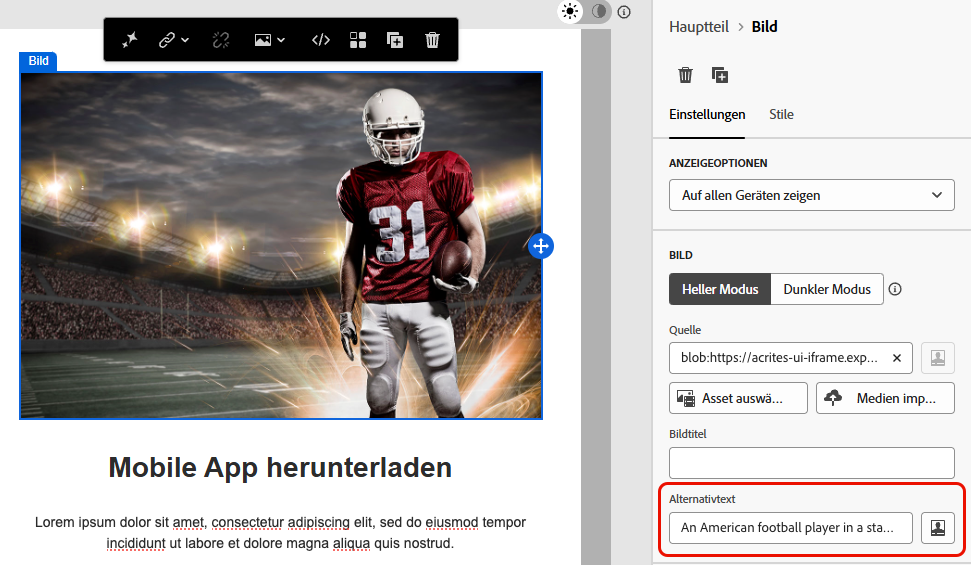 Bild
31
Mobile App herunterladen
Lorem ipsum dolor sit amet, consectetur adipiscing elit, sed do eiusmod tempor
incididunt ut labore et dolore magna aliqua quis nostrud.
Hauptteil > Bild
Einstellungen Stile
ANZEIGEOPTIONEN
Auf allen Geräten zeigen
BILD
Heller Modus Dunkler Modus
Quelle
blob:https://acrites-ui-iframe.exp...
Asset auswä... Medien imp...
Bildtitel
Alternativtext
An American football player in a sta...